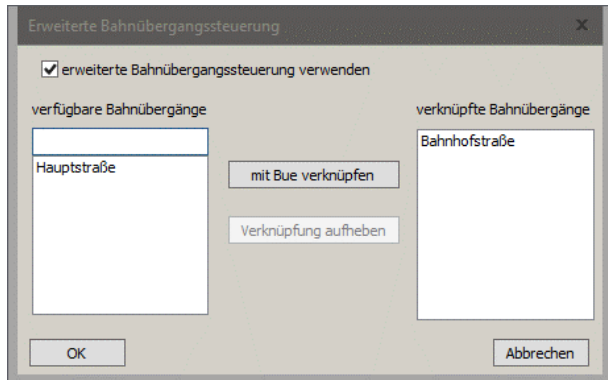 Erweiterte Bahnübergangssteuerung
erweiterte Bahnübergangssteuerung verwenden
verfügbare Bahnübergänge
verknüpfte Bahnübergänge
Hauptstraße
Bahnhofstraße
mit Bue verknüpfen
Verknüpfung aufheben
OK
Abbrechen